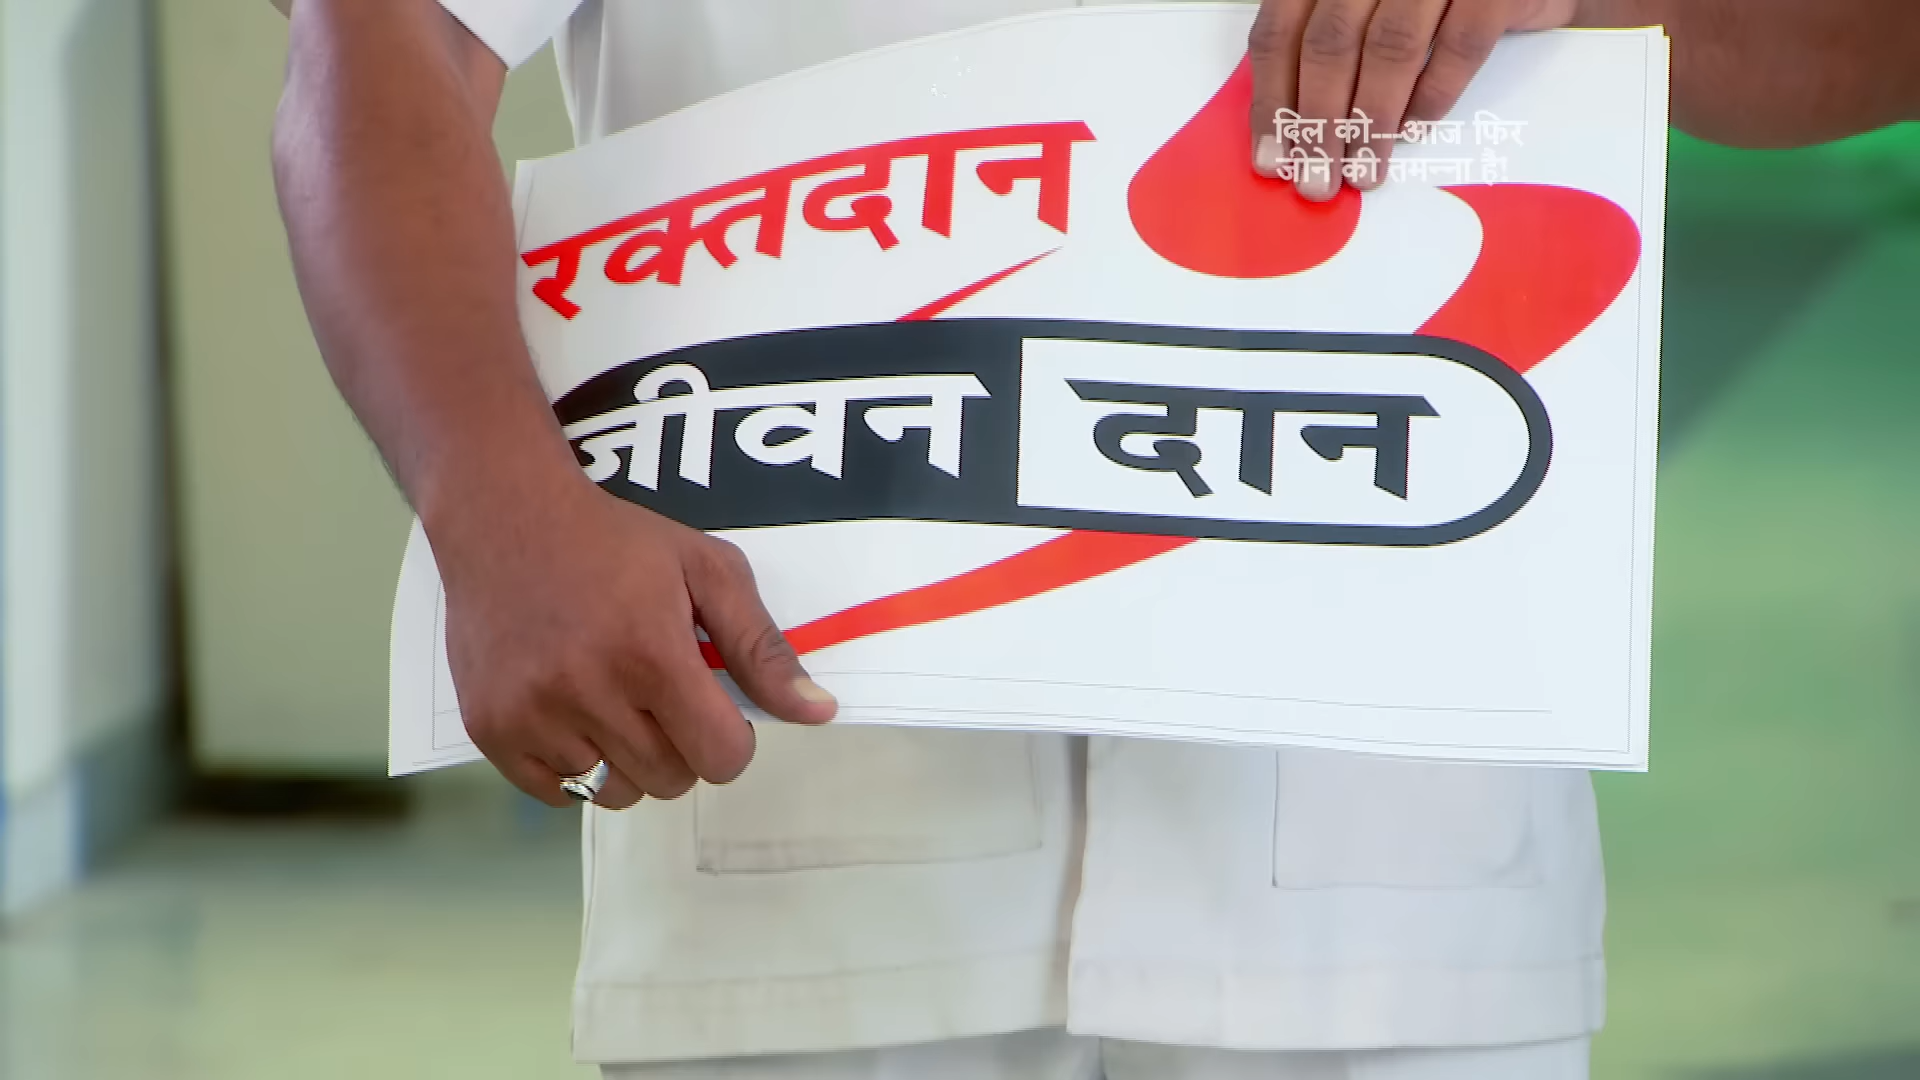 रक्तदान
जीवन दान
दिल को---आज फिर
जीने की तमन्ना है!